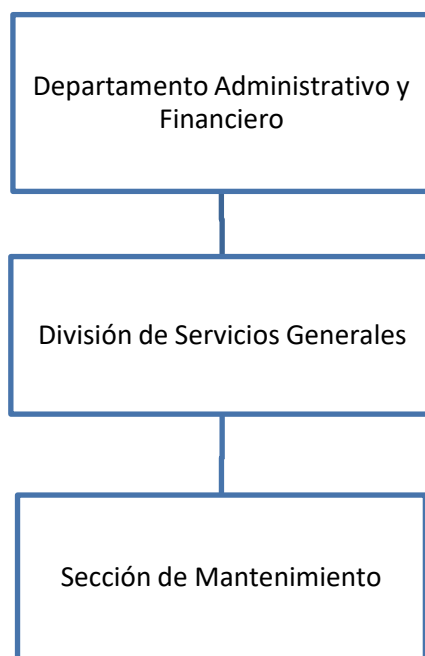 Departamento Administrativo y
Financiero
División de Servicios Generales
Sección de Mantenimiento